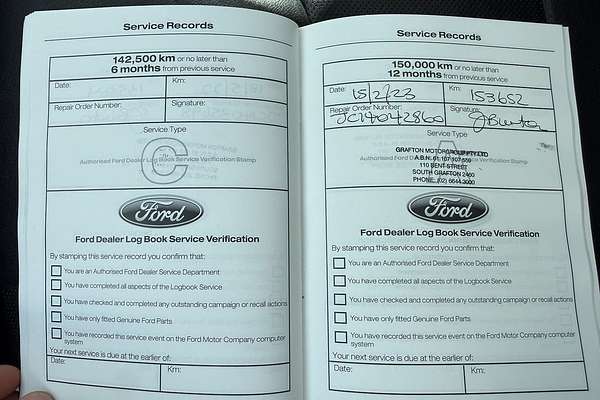 Service Records
142,500 km or no later than
6 months from previous service
Date:
Km:
Repair Order Number:
Signature:
Service Type
Authorised Ford Dealer Log Book Service Verification Stamp
C
Ford
Ford Dealer Log Book Service Verification
By stamping this service record you confirm that:
You are an Authorised Ford Dealer Service Department
You have completed all aspects of the Logbook Service
You have checked and completed any outstanding campaign or recall actions
You have only fitted Genuine Ford Parts
You have recorded this service event on the Ford Motor Company computer
system
Your next service is due at the earlier of:
Date:
Km:
Service Records
150,000 km or no later than
12 months from previous service
Date: 15/2/23
Km: 153652
Repair Order Number:
Signature:
Service Type
A
GRAFTON MOTORGROUP PTY LTD
A.B.N. 61 107 107 559
110 BENT STREET
SOUTH GRAFTON 2460
PHONE: (02) 6644 3000
Ford
Ford Dealer Log Book Service Verification
By stamping this service record you confirm that:
You are an Authorised Ford Dealer Service Department
You have completed all aspects of the Logbook Service
You have checked and completed any outstanding campaign or recall actions
You have only fitted Genuine Ford Parts
You have recorded this service event on the Ford Motor Company computer
system
Your next service is due at the earlier of:
Date:
Km: